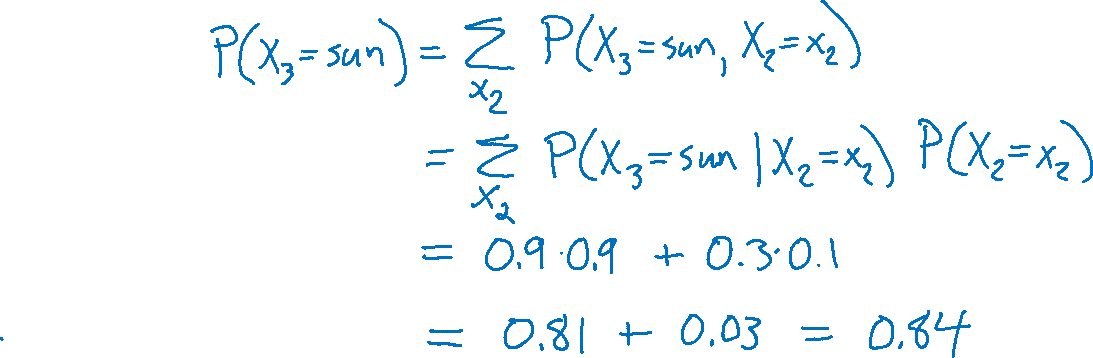 P(X₃=sun) = Σ_{x₂} P(X₃=sun, X₂=x₂)
= Σ_{x₂} P(X₃=sun | X₂=x₂) P(X₂=x₂)
= 0.9·0.9 + 0.3·0.1
= 0.81 + 0.03 = 0.84